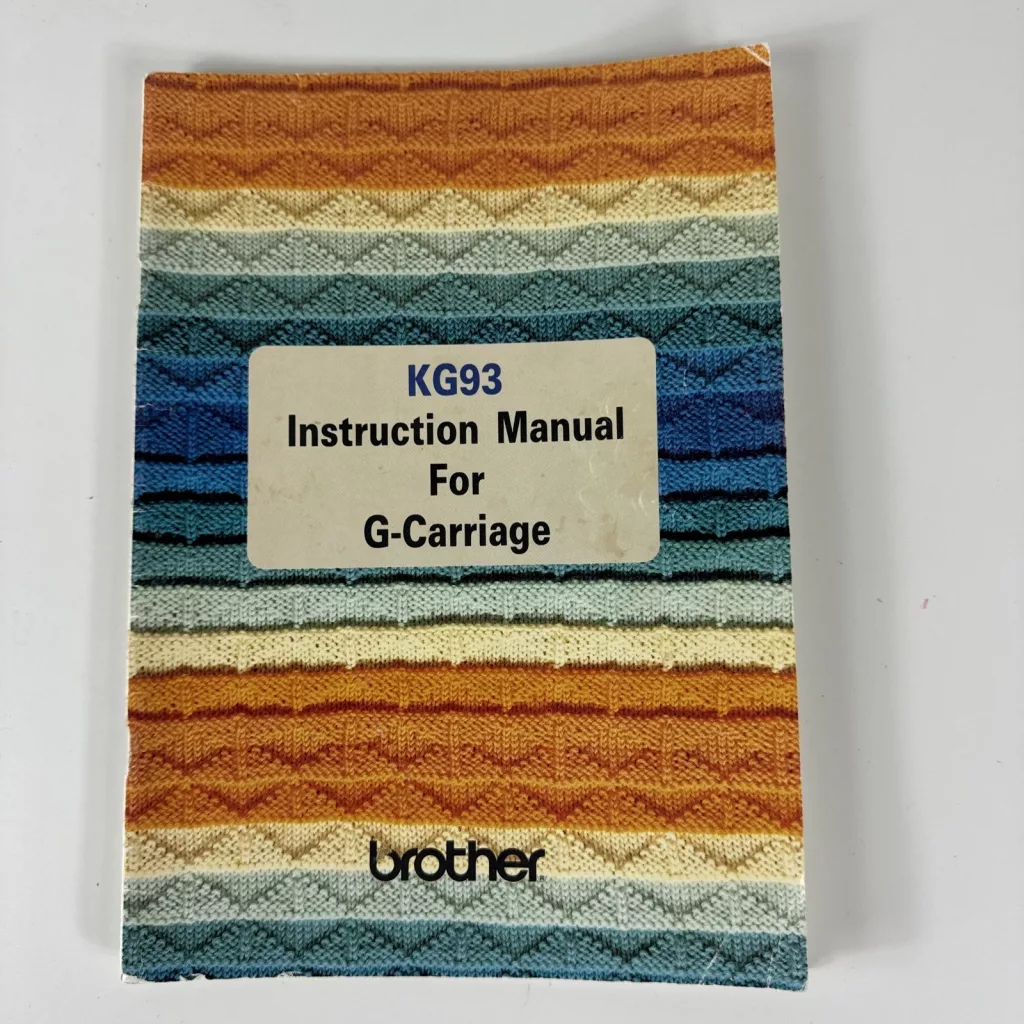 KG93
Instruction Manual
For
G-Carriage
brother